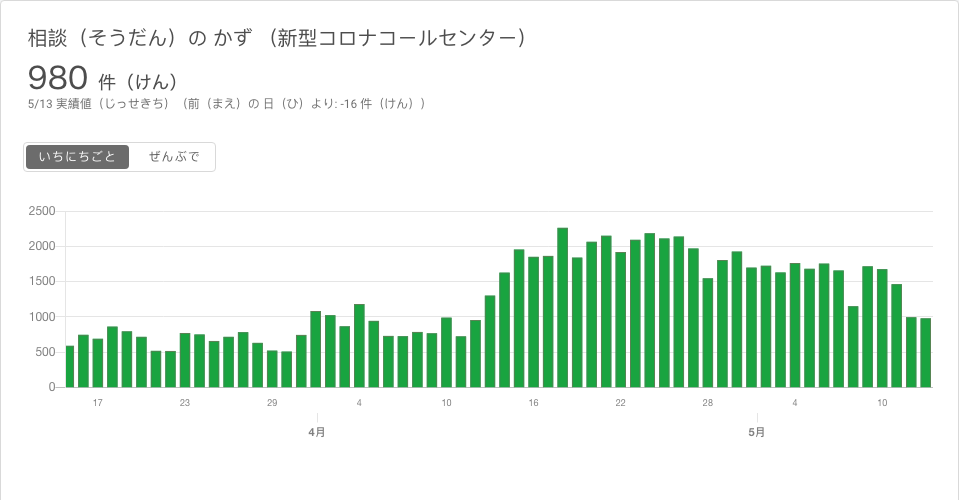 相談（そうだん）の かず （新型コロナコールセンター）
980 件（けん）
5/13 実績値（じっせきち）（前（まえ）の 日（ひ）より: -16 件（けん））
いちにちごと ぜんぶで
2500
2000
1500
1000
500
0
17 23 29 4 10 16 22 28 4 10
4月 5月